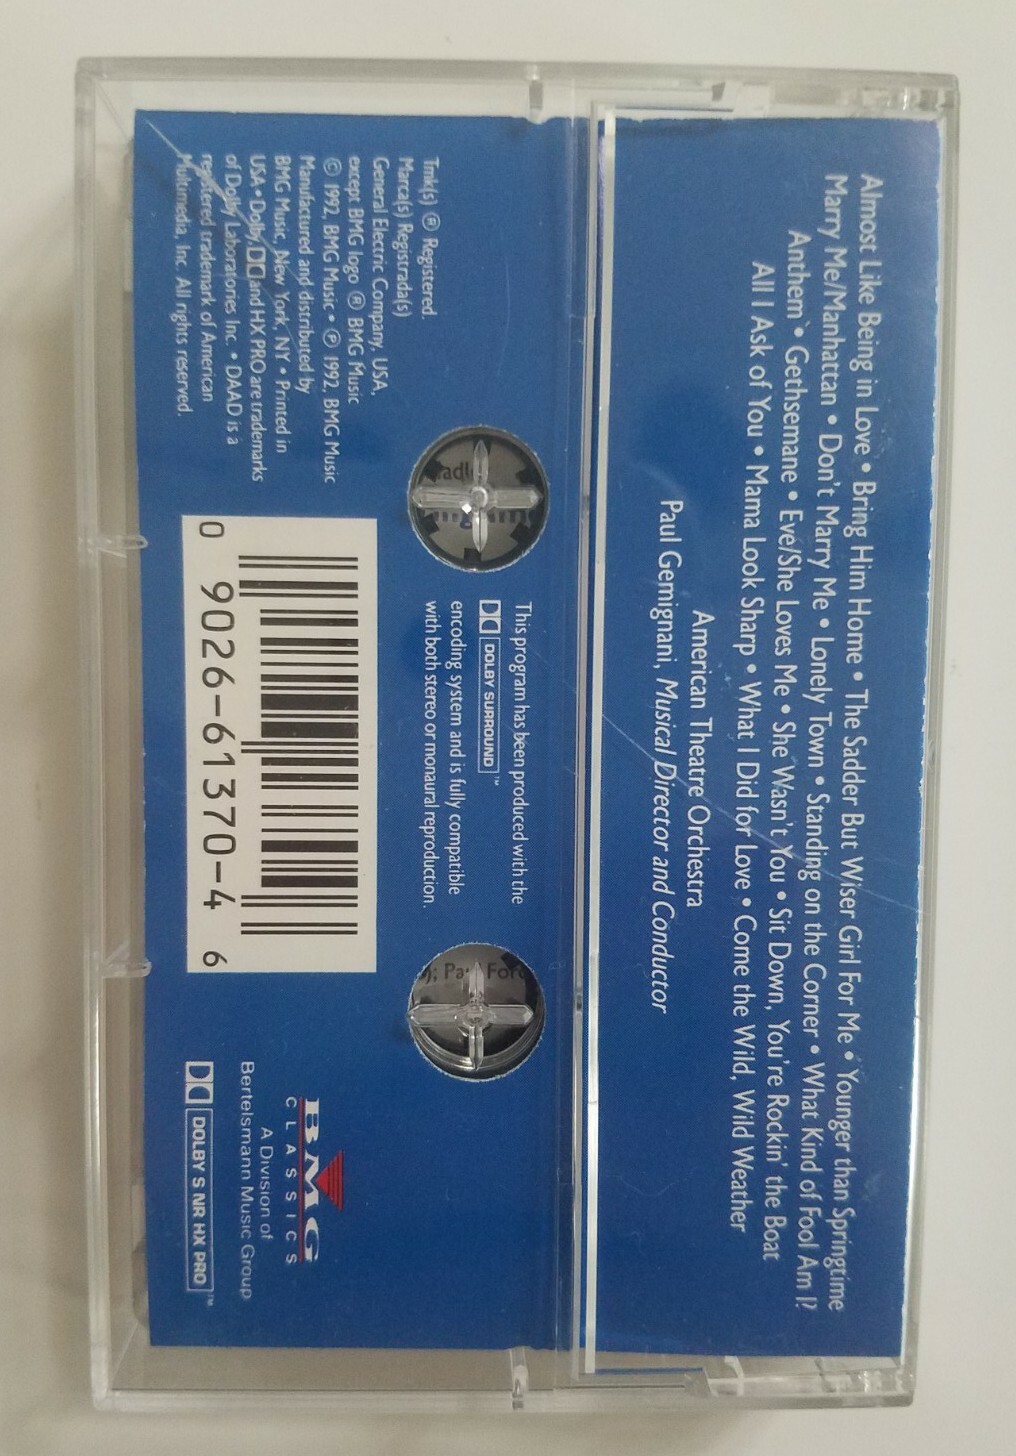 Almost Like Being in Love • Bring Him Home • The Sadder But Wiser Girl For Me • Younger than Springtime
Marry Me/Manhattan • Don't Marry Me • Lonely Town • Standing on the Corner • What Kind of Fool Am I?
Anthem • Gethsemane • Eve/She Loves Me • She Wasn't You • Sit Down, You're Rockin' the Boat
All I Ask of You • Mama Look Sharp • What I Did for Love • Come the Wild, Wild Weather
American Theatre Orchestra
Paul Gemignani, Musical Director and Conductor
Tmk(s) ® Registered.
Marca(s) Registrada(s)
General Electric Company, USA,
except BMG logo ® BMG Music
© 1992, BMG Music • ℗ 1992, BMG Music
Manufactured and distributed by
BMG Music, New York, NY • Printed in
USA • Dolby, and HX PRO are trademarks
of Dolby Laboratories Inc. • DAAD is a
registered trademark of American
Multimedia, Inc. All rights reserved.
This program has been produced with the
DOLBY SURROUND™
encoding system and is fully compatible
with both stereo or monaural reproduction.
0 9026-61370-4 6
BMG
CLASSICS
A Division of
Bertelsmann Music Group
DOLBY S NR HX PRO™